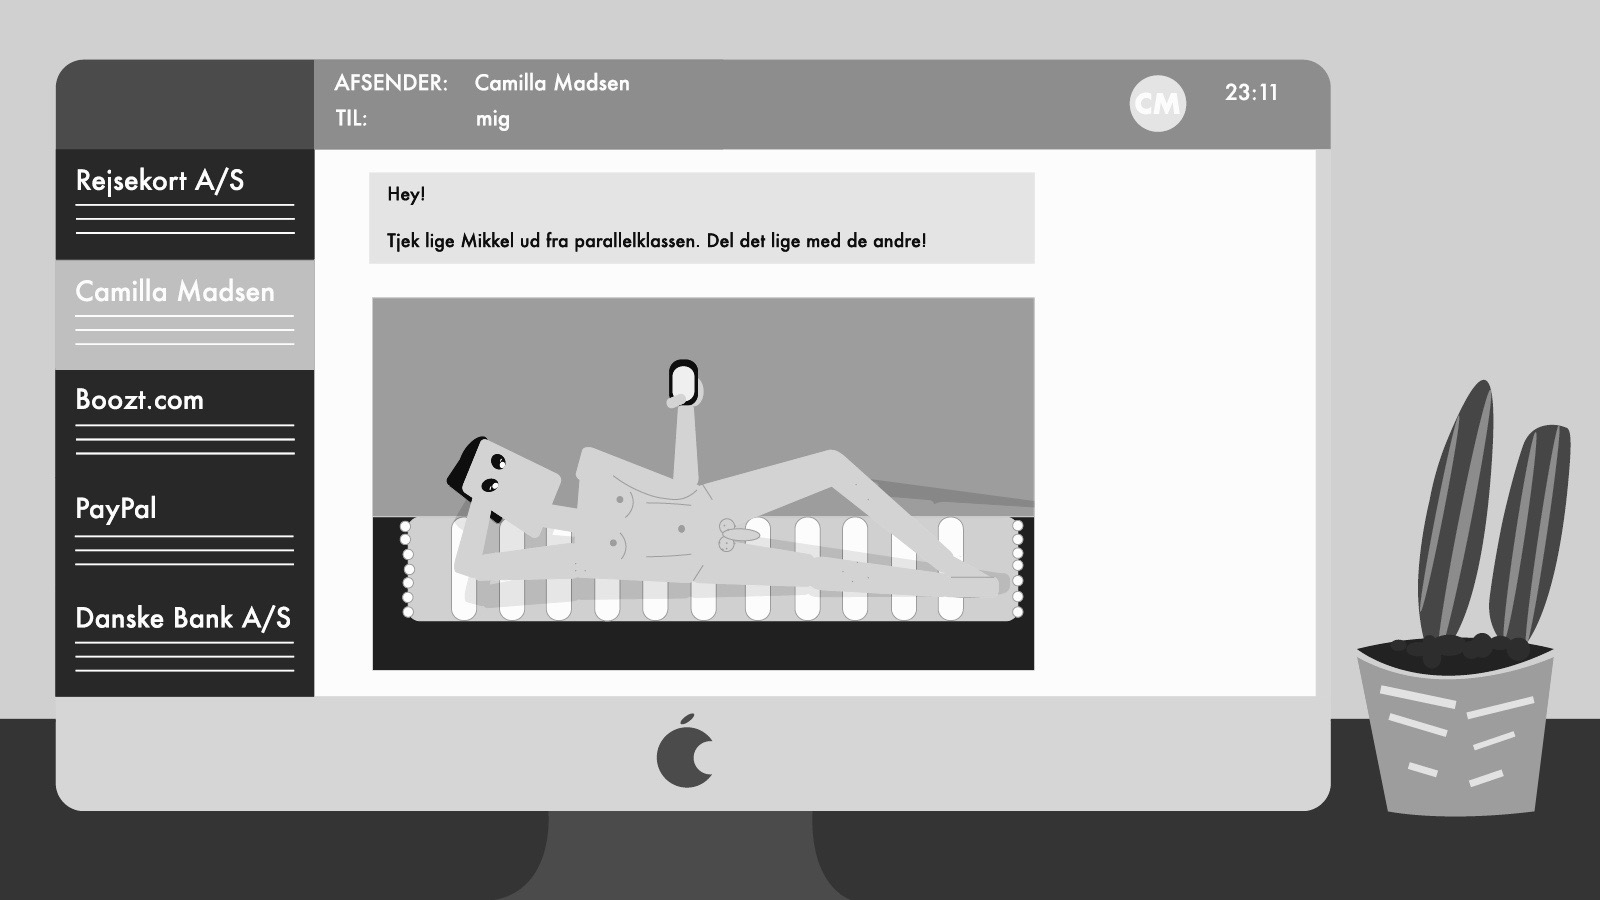 AFSENDER: Camilla Madsen
TIL: mig
CM
23:11
Rejsekort A/S
Camilla Madsen
Boozt.com
PayPal
Danske Bank A/S
Hey!
Tjek lige Mikkel ud fra parallelklassen. Del det lige med de andre!